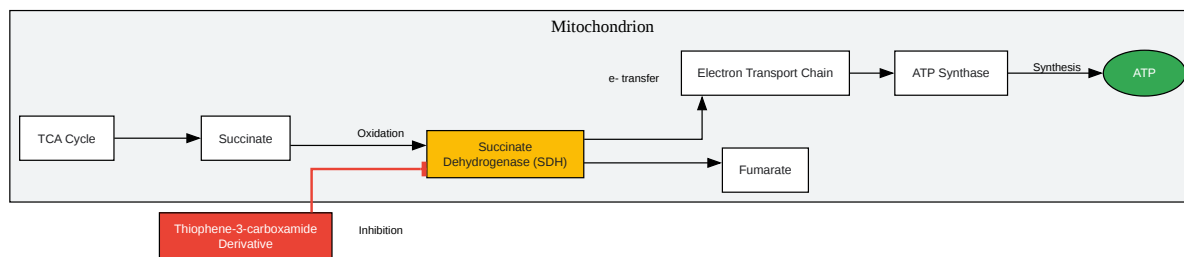 Mitochondrion
e- transfer
Electron Transport Chain
ATP Synthase
Synthesis
ATP
TCA Cycle
Succinate
Oxidation
Succinate
Dehydrogenase (SDH)
Fumarate
Thiophene-3-carboxamide
Derivative
Inhibition